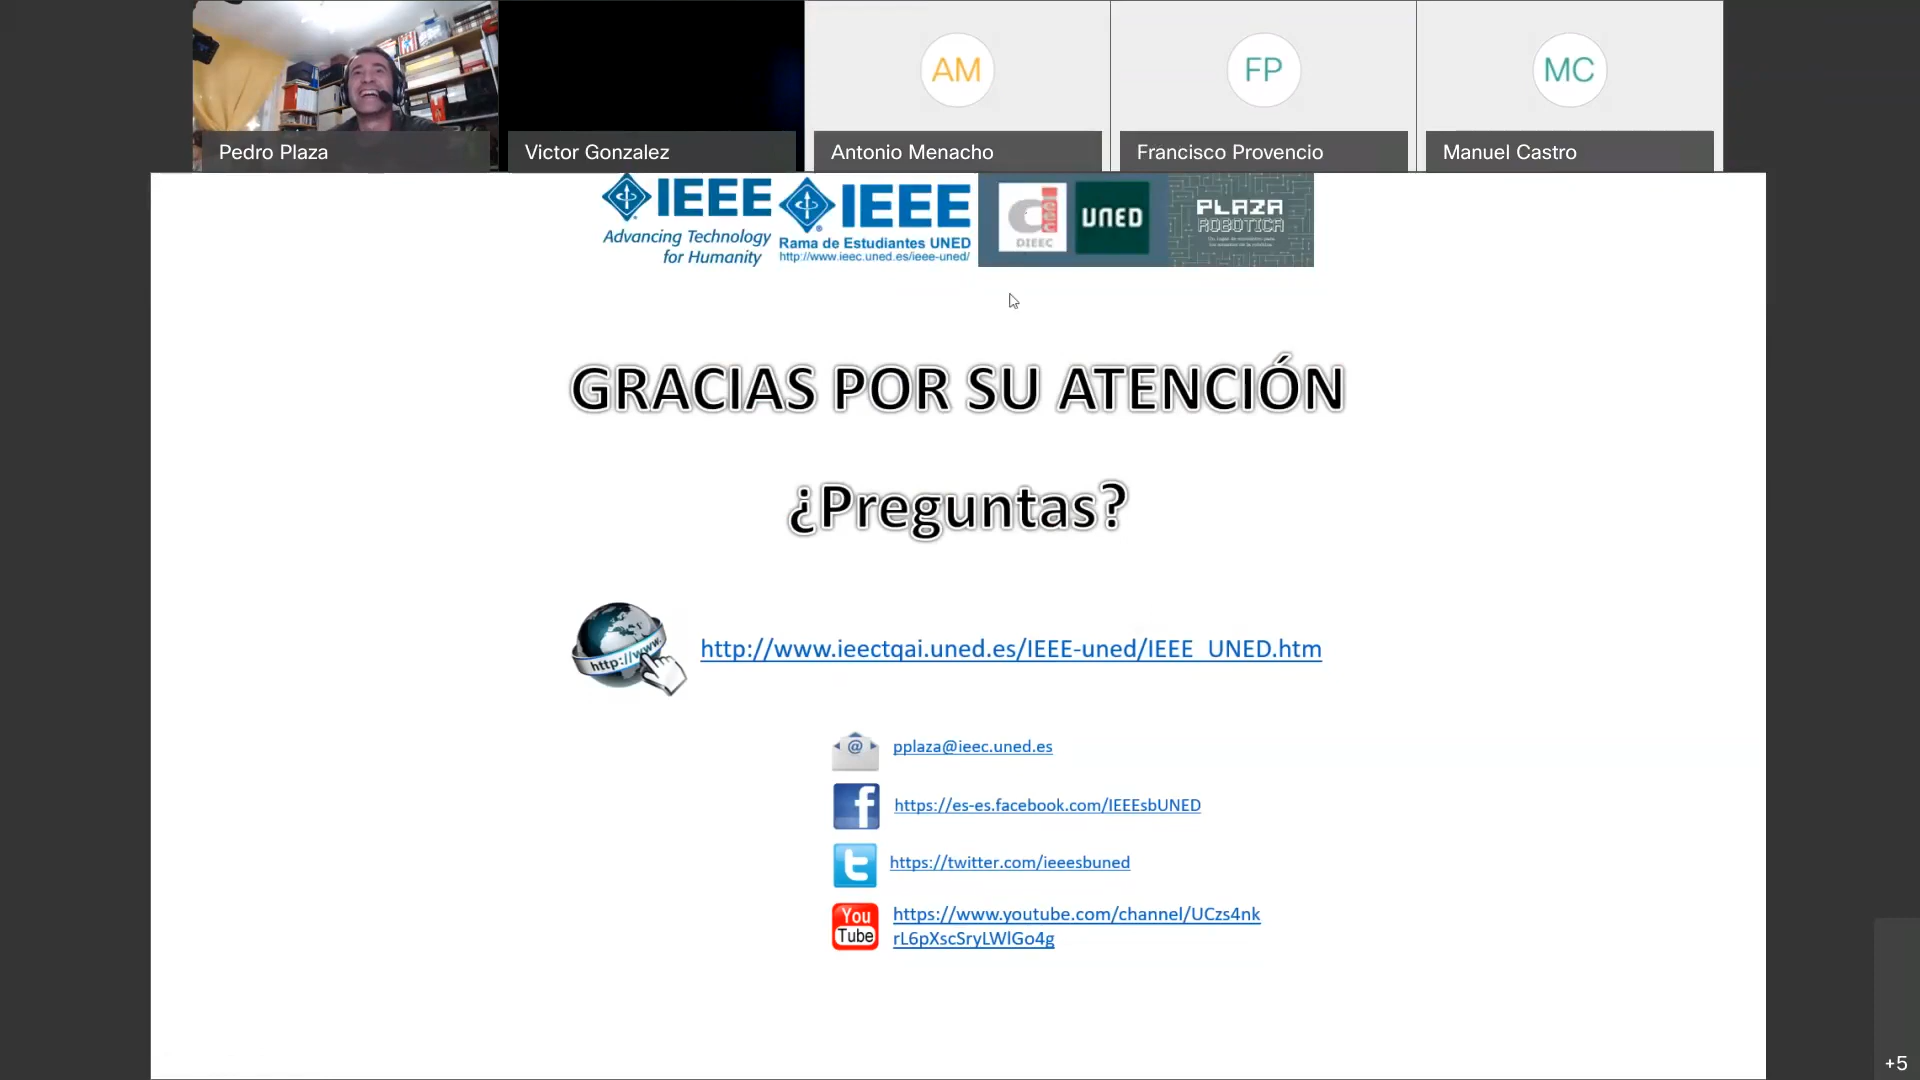 AM
FP
MC
Pedro Plaza
Victor Gonzalez
Antonio Menacho
Francisco Provencio
Manuel Castro
IEEE
Advancing Technology
for Humanity
IEEE
Rama de Estudiantes UNED
http://www.ieec.uned.es/ieee-uned/
ieec
DIEEC
UNED
PLAZA
ROBOTICA
GRACIAS POR SU ATENCIÓN
¿Preguntas?
http://www.
http://www.ieectqai.uned.es/IEEE-uned/IEEE_UNED.htm
@
pplaza@ieec.uned.es
f
https://es-es.facebook.com/IEEEsbUNED
t
https://twitter.com/ieeesbuned
You
Tube
https://www.youtube.com/channel/UCzs4nk
rL6pXscSryLWlGo4g
+5